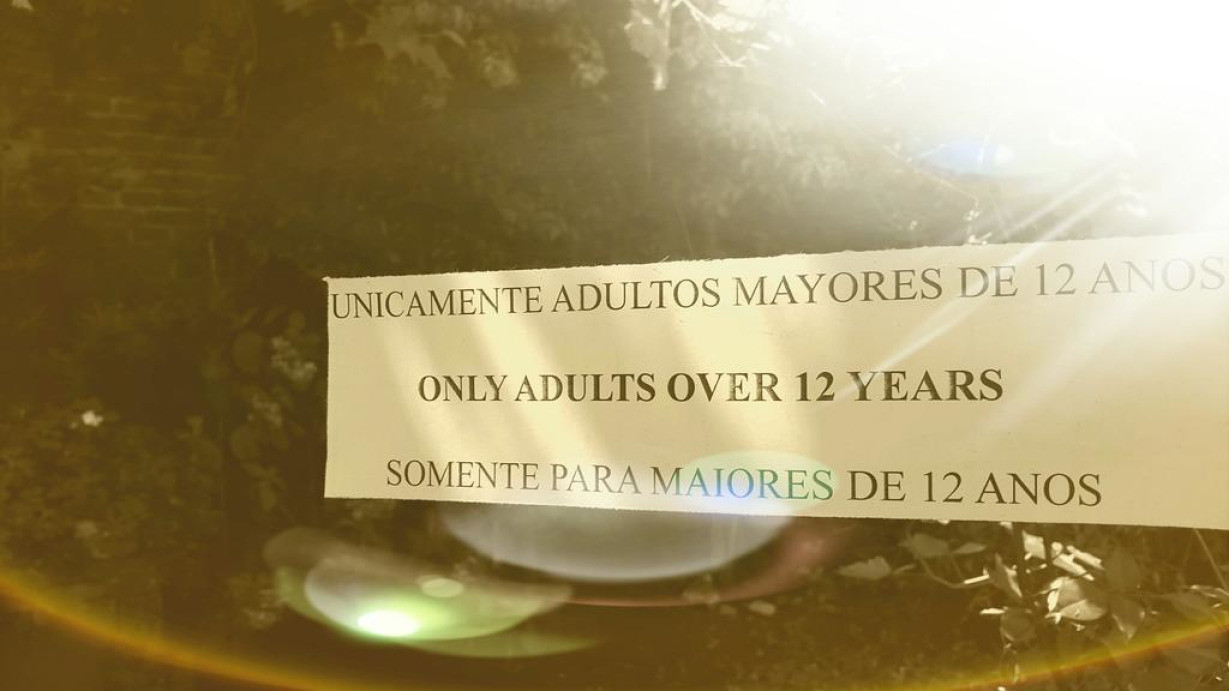 UNICAMENTE ADULTOS MAYORES DE 12 ANOS
ONLY ADULTS OVER 12 YEARS
SOMENTE PARA MAIORES DE 12 ANOS